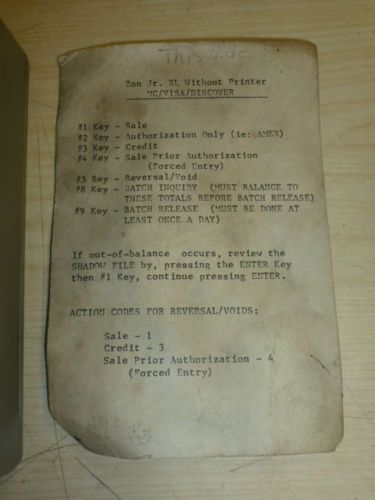 This Side
Zon Jr. XL Without Printer
MC/VISA/DISCOVER
#1 Key - Sale
#2 Key - Authorization Only (ie: AMEX)
#3 Key - Credit
#4 Key - Sale Prior Authorization
(Forced Entry)
#5 Key - Reversal/Void
#8 Key - BATCH INQUIRY (MUST BALANCE TO
THESE TOTALS BEFORE BATCH RELEASE)
#9 Key - BATCH RELEASE (MUST BE DONE AT
LEAST ONCE A DAY)
If out-of-balance occurs, review the
SHADOW FILE by, pressing the ENTER Key
then #1 Key, continue pressing ENTER.
ACTION CODES FOR REVERSAL/VOIDS:
Sale - 1
Credit - 3
Sale Prior Authorization - 4
(Forced Entry)